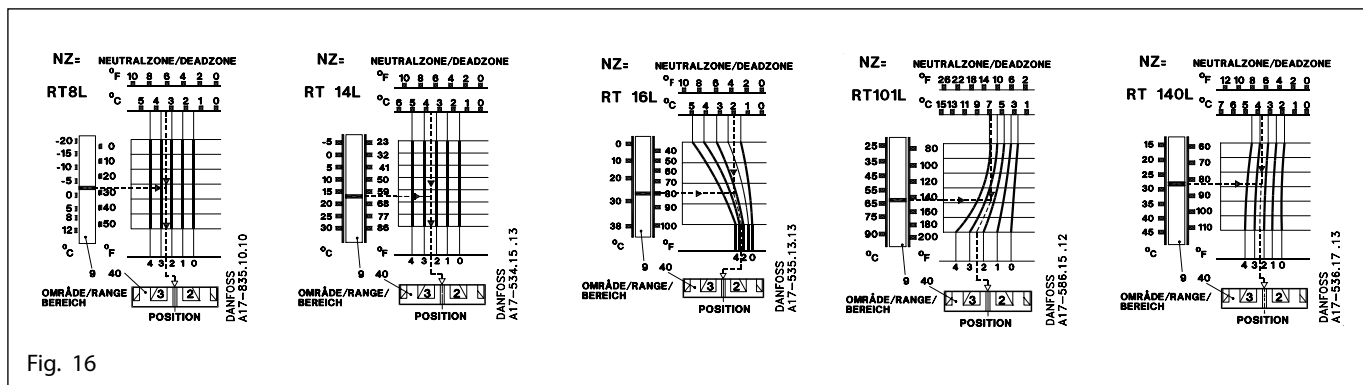 NZ= NEUTRALZONE/DEADZONE
°F 10 8 6 4 2 0
RT8L
°C 5 4 3 2 1 0
-20
-15 0
-10 10
-5 20
0 30
5 40
8 50
12
°C °F 4 3 2 1 0
9 40
OMRÅDE/RANGE/ 3 2
BEREICH
POSITION
DANFOSS
A17-835.10.10
NZ= NEUTRALZONE/DEADZONE
°F 10 8 6 4 2 0
RT 14L
°C 6 5 4 3 2 1 0
-5 23
0 32
5 41
10 50
15 59
20 68
25 77
30 86
°C °F 4 3 2 1 0
9 40
OMRÅDE/RANGE/ 3 2
BEREICH
POSITION
DANFOSS
A17-534.15.13
NZ= NEUTRALZONE/DEADZONE
°F 10 8 6 4 2 0
RT 16L
°C 5 4 3 2 1 0
0 40
10 50
60
20 70
80
30 90
38 100
°C °F 4 2 0
9 40
OMRÅDE/RANGE/ 3 2
BEREICH
POSITION
DANFOSS
A17-535.13.13
NZ= NEUTRALZONE/DEADZONE
°F 26 22 18 14 10 6 2
RT101L
°C 15 13 11 9 7 5 3 1
25 80
35 100
45 120
55 140
65 160
75 180
90 200
°C °F 4 3 2 1 0
9 40
OMRÅDE/RANGE/ 3 2
BEREICH
POSITION
DANFOSS
A17-586.15.12
NZ= NEUTRALZONE/DEADZONE
°F 12 10 8 6 4 2 0
RT 140L
°C 7 6 5 4 3 2 1 0
15 60
20 70
25 80
30 90
35 100
40 110
45
°C °F 4 3 2 1 0
9 40
OMRÅDE/RANGE/ 3 2
BEREICH
POSITION
DANFOSS
A17-536.17.13
Fig. 16